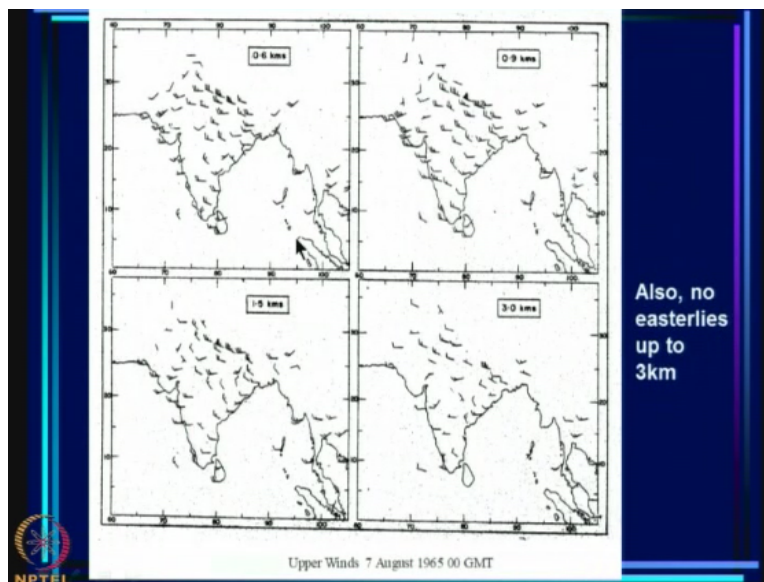 0·6 kms
0·9 kms
1·5 kms
3·0 kms
Also, no
easterlies
up to
3km
Upper Winds 7 August 1965 00 GMT
NPTEL